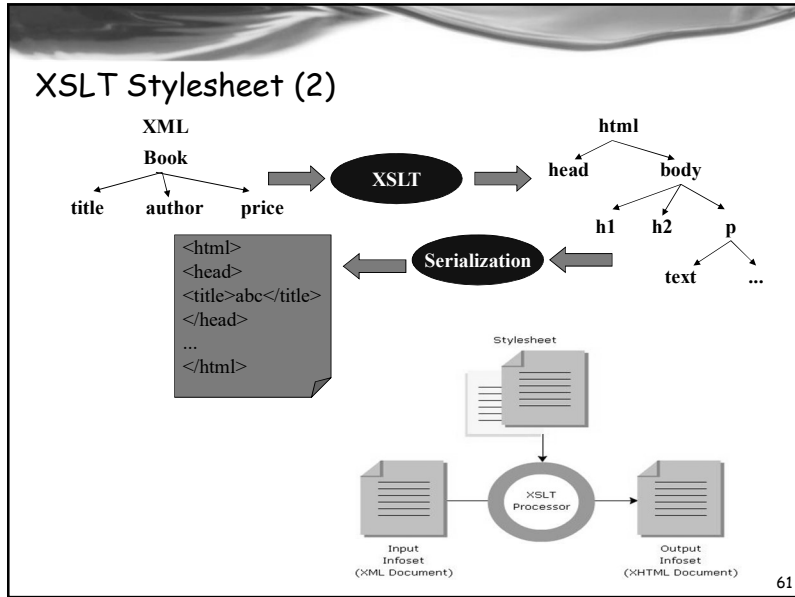 XSLT Stylesheet (2)
XML
Book
title author price
XSLT
html
head body
h1 h2 p
text ...
Serialization
<html>
<head>
<title>abc</title>
</head>
...
</html>
Stylesheet
XSLT
Processor
Input
Infoset
(XML Document)
Output
Infoset
(XHTML Document)
61